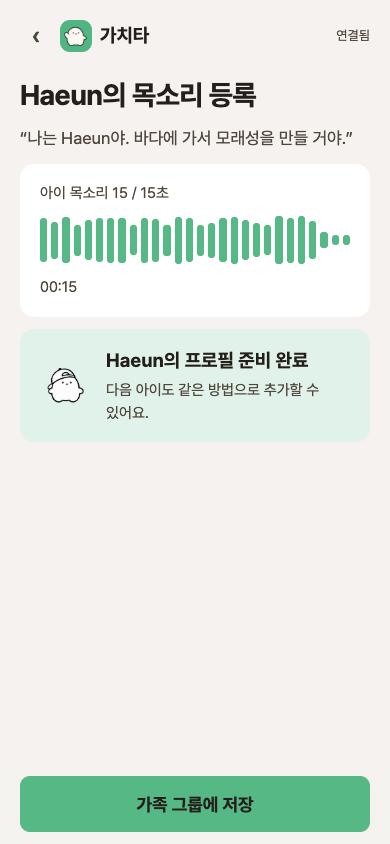 가치타
연결됨
Haeun의 목소리 등록
“나는 Haeun야. 바다에 가서 모래성을 만들 거야.”
아이 목소리 15 / 15초
00:15
Haeun의 프로필 준비 완료
다음 아이도 같은 방법으로 추가할 수
있어요.
가족 그룹에 저장